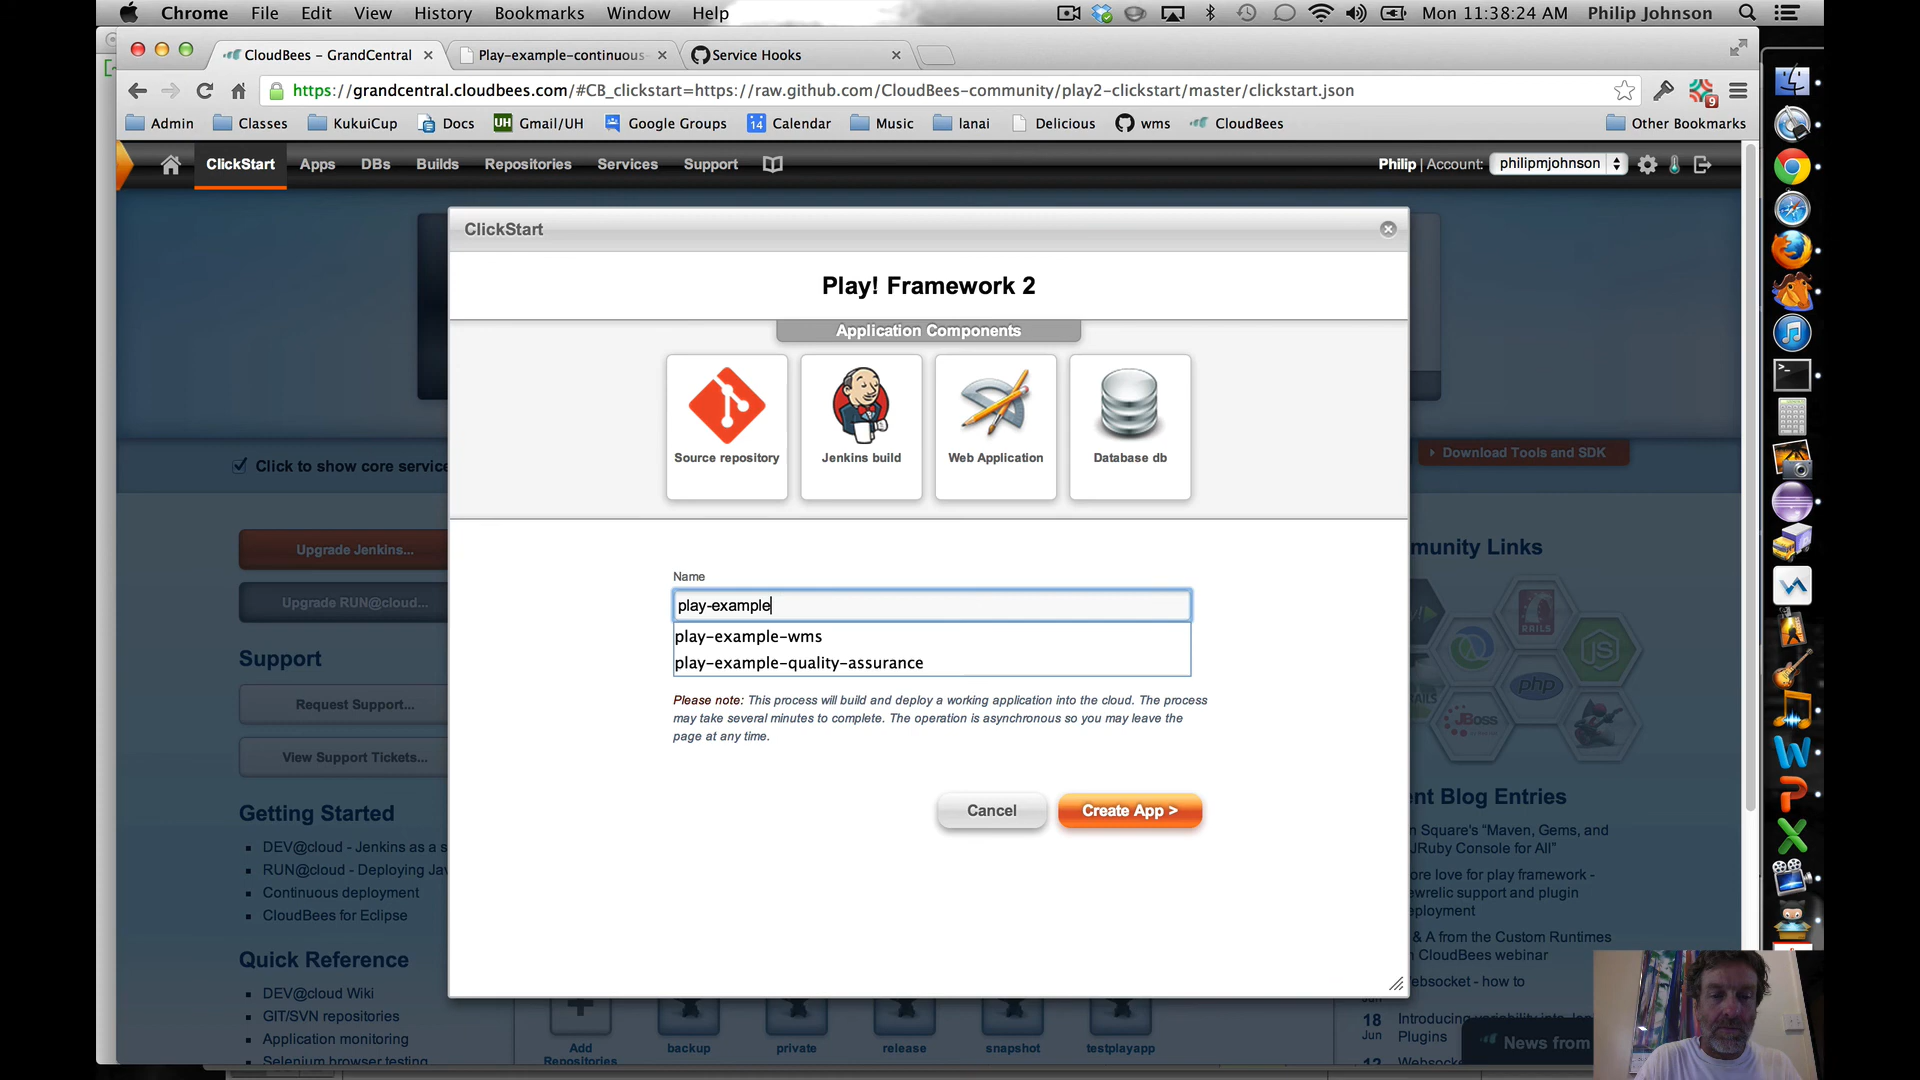 Chrome File Edit View History Bookmarks Window Help Mon 11:38:24 AM Philip Johnson
CloudBees – GrandCentral Play-example-continuous- Service Hooks
https://grandcentral.cloudbees.com/#CB_clickstart=https://raw.github.com/CloudBees-community/play2-clickstart/master/clickstart.json 9
Admin Classes KukuiCup Docs UH Gmail/UH Google Groups 14 Calendar Music lanai Delicious wms CloudBees Other Bookmarks
ClickStart Apps DBs Builds Repositories Services Support Philip | Account: philipmjohnson
ClickStart
Play! Framework 2
Application Components
Source repository Jenkins build Web Application Database db
Click to show core service
Download Tools and SDK
Upgrade Jenkins...
Upgrade RUN@cloud...
Name
play-example
play-example-wms
play-example-quality-assurance
Please note: This process will build and deploy a working application into the cloud. The process
may take several minutes to complete. The operation is asynchronous so you may leave the
page at any time.
Cancel Create App >
Support
Request Support...
View Support Tickets...
Getting Started
DEV@cloud - Jenkins as a s
RUN@cloud - Deploying Jav
Continuous deployment
CloudBees for Eclipse
Quick Reference
DEV@cloud Wiki
GIT/SVN repositories
Application monitoring
Selenium browser testing
Add
Repositories
backup private release snapshot testplayapp
munity Links
RAILS
php
JBoss
nt Blog Entries
n Square's "Maven, Gems, and
JRuby Console for All"
ore love for play framework -
ewrelic support and plugin
eployment
& A from the Custom Runtimes
n CloudBees webinar
ebsocket - how to
18
Plugins
News from